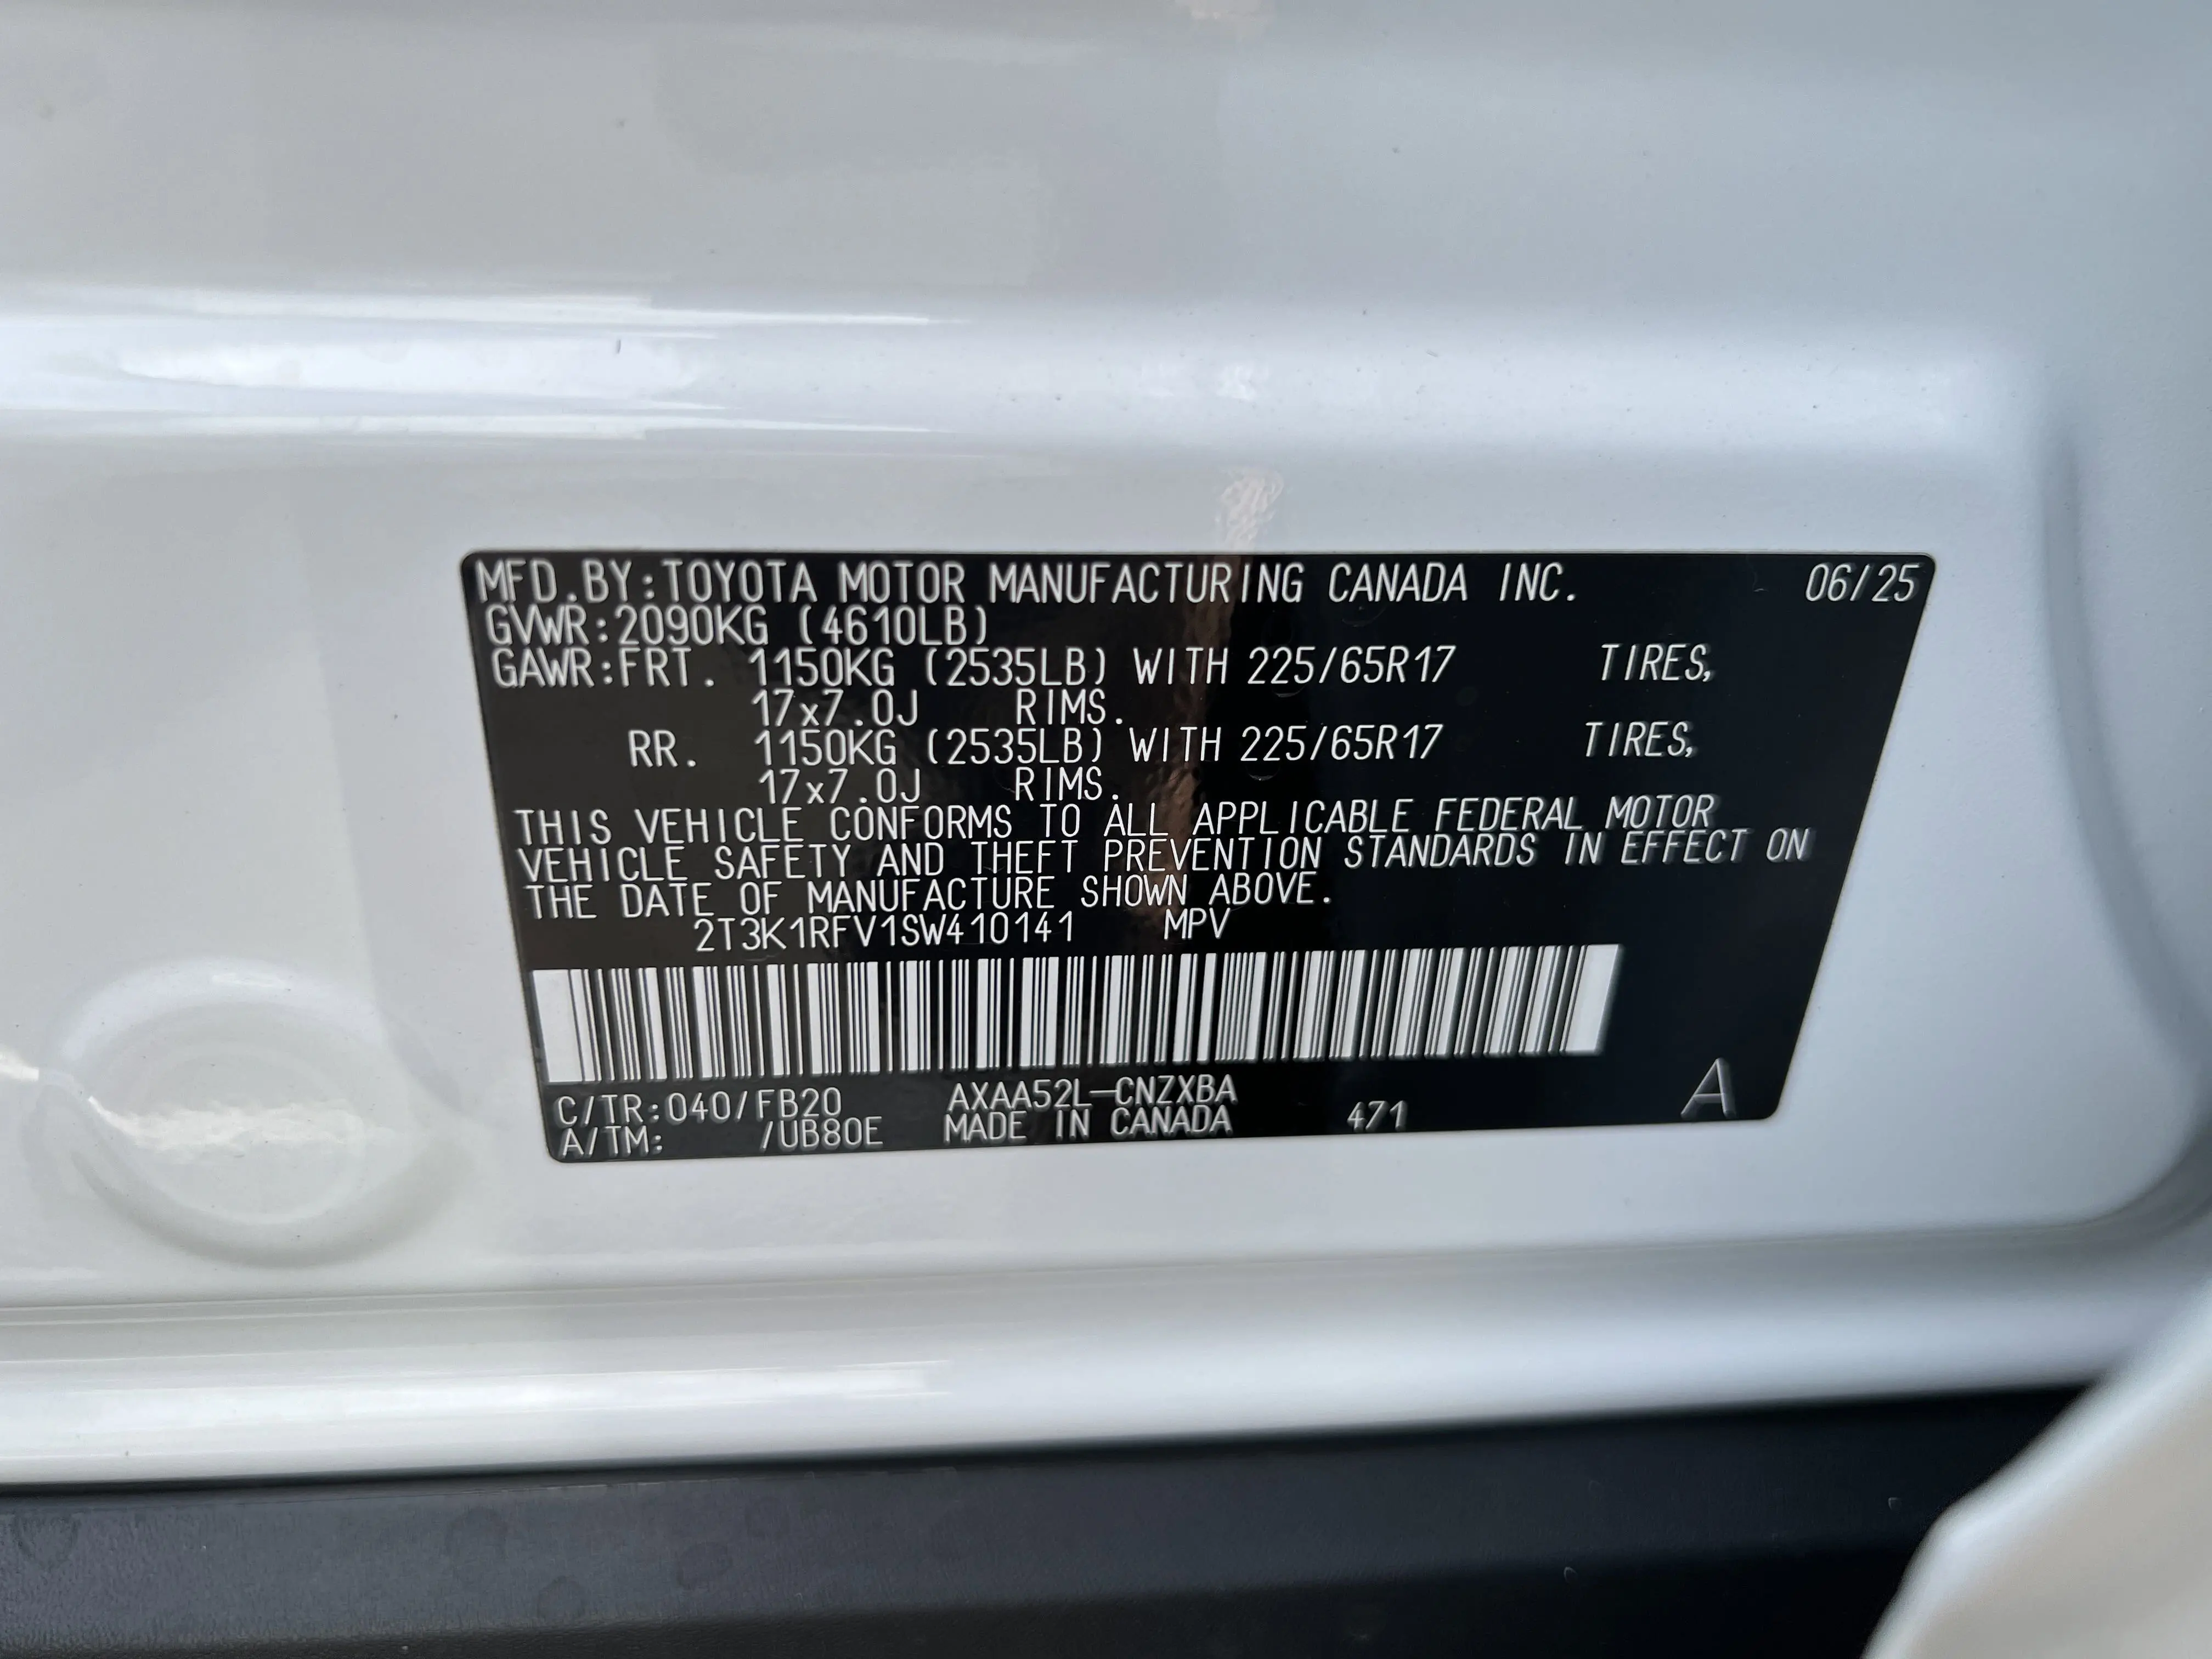 MFD.BY:TOYOTA MOTOR MANUFACTURING CANADA INC. 06/25
GVWR:2090KG (4610LB)
GAWR:FRT. 1150KG (2535LB) WITH 225/65R17 TIRES,
17x7.0J RIMS.
RR. 1150KG (2535LB) WITH 225/65R17 TIRES,
17x7.0J RIMS.
THIS VEHICLE CONFORMS TO ALL APPLICABLE FEDERAL MOTOR
VEHICLE SAFETY AND THEFT PREVENTION STANDARDS IN EFFECT ON
THE DATE OF MANUFACTURE SHOWN ABOVE.
2T3K1RFV1SW410141 MPV
C/TR:040/FB20 AXAA52L-CNZXBA A
A/TM: /UB80E MADE IN CANADA 471